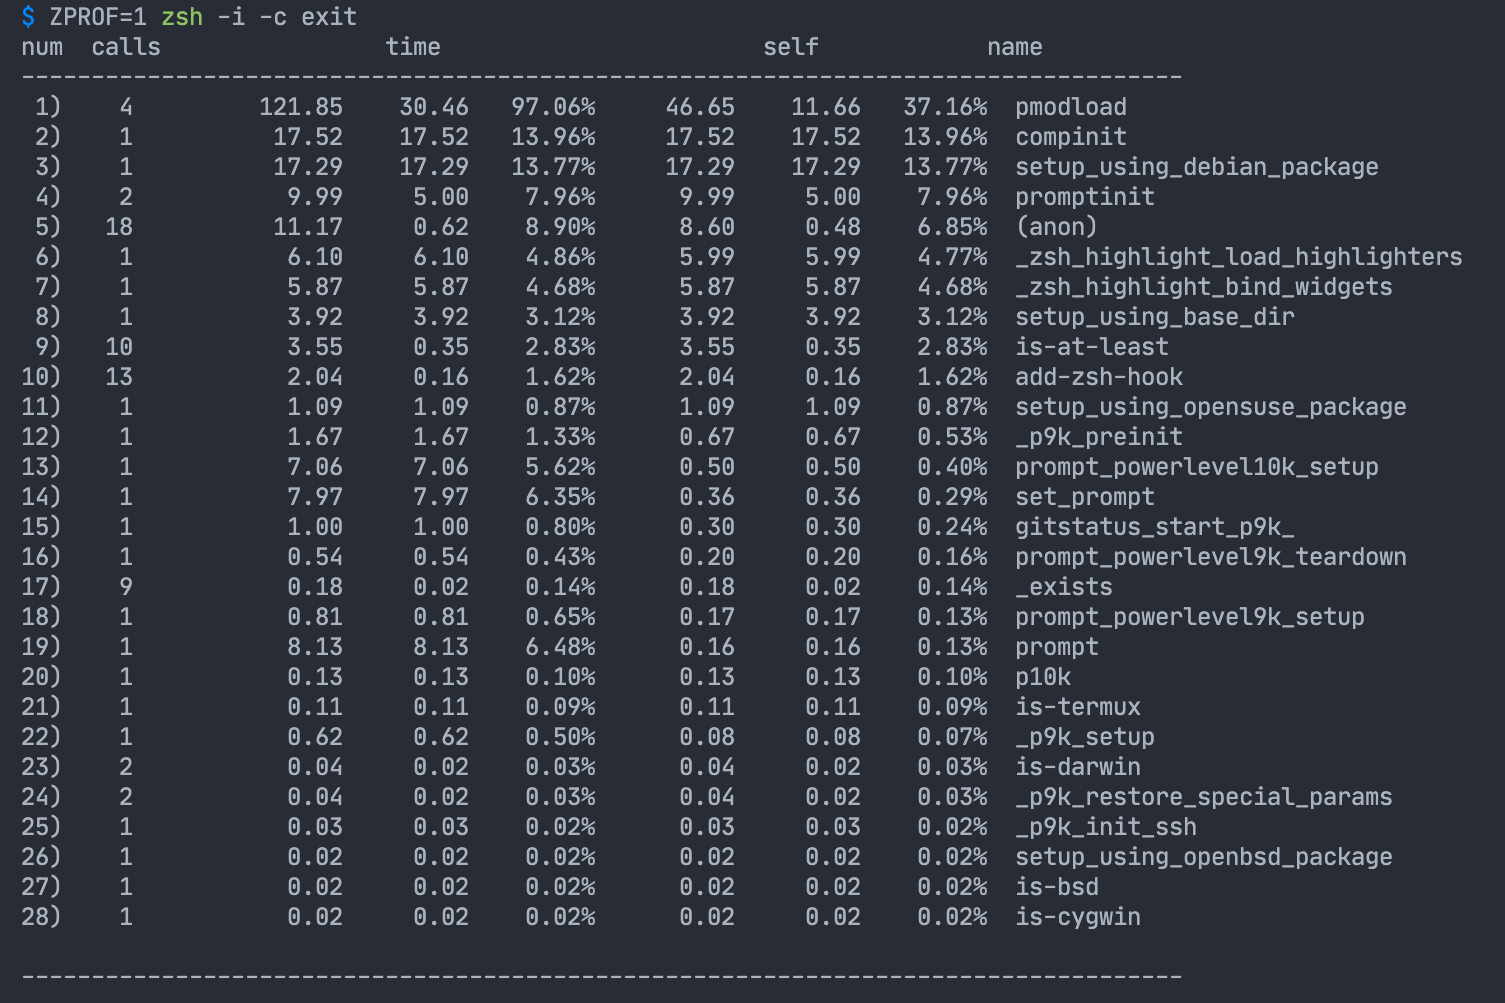 $ ZPROF=1 zsh -i -c exit
num  calls                time                       self            name
-----------------------------------------------------------------------------------
 1)    4         121.85    30.46   97.06%     46.65    11.66   37.16%  pmodload
 2)    1          17.52    17.52   13.96%     17.52    17.52   13.96%  compinit
 3)    1          17.29    17.29   13.77%     17.29    17.29   13.77%  setup_using_debian_package
 4)    2           9.99     5.00    7.96%      9.99     5.00    7.96%  promptinit
 5)   18          11.17     0.62    8.90%      8.60     0.48    6.85%  (anon)
 6)    1           6.10     6.10    4.86%      5.99     5.99    4.77%  _zsh_highlight_load_highlighters
 7)    1           5.87     5.87    4.68%      5.87     5.87    4.68%  _zsh_highlight_bind_widgets
 8)    1           3.92     3.92    3.12%      3.92     3.92    3.12%  setup_using_base_dir
 9)   10           3.55     0.35    2.83%      3.55     0.35    2.83%  is-at-least
10)   13           2.04     0.16    1.62%      2.04     0.16    1.62%  add-zsh-hook
11)    1           1.09     1.09    0.87%      1.09     1.09    0.87%  setup_using_opensuse_package
12)    1           1.67     1.67    1.33%      0.67     0.67    0.53%  _p9k_preinit
13)    1           7.06     7.06    5.62%      0.50     0.50    0.40%  prompt_powerlevel10k_setup
14)    1           7.97     7.97    6.35%      0.36     0.36    0.29%  set_prompt
15)    1           1.00     1.00    0.80%      0.30     0.30    0.24%  gitstatus_start_p9k_
16)    1           0.54     0.54    0.43%      0.20     0.20    0.16%  prompt_powerlevel9k_teardown
17)    9           0.18     0.02    0.14%      0.18     0.02    0.14%  _exists
18)    1           0.81     0.81    0.65%      0.17     0.17    0.13%  prompt_powerlevel9k_setup
19)    1           8.13     8.13    6.48%      0.16     0.16    0.13%  prompt
20)    1           0.13     0.13    0.10%      0.13     0.13    0.10%  p10k
21)    1           0.11     0.11    0.09%      0.11     0.11    0.09%  is-termux
22)    1           0.62     0.62    0.50%      0.08     0.08    0.07%  _p9k_setup
23)    2           0.04     0.02    0.03%      0.04     0.02    0.03%  is-darwin
24)    2           0.04     0.02    0.03%      0.04     0.02    0.03%  _p9k_restore_special_params
25)    1           0.03     0.03    0.02%      0.03     0.03    0.02%  _p9k_init_ssh
26)    1           0.02     0.02    0.02%      0.02     0.02    0.02%  setup_using_openbsd_package
27)    1           0.02     0.02    0.02%      0.02     0.02    0.02%  is-bsd
28)    1           0.02     0.02    0.02%      0.02     0.02    0.02%  is-cygwin
-----------------------------------------------------------------------------------